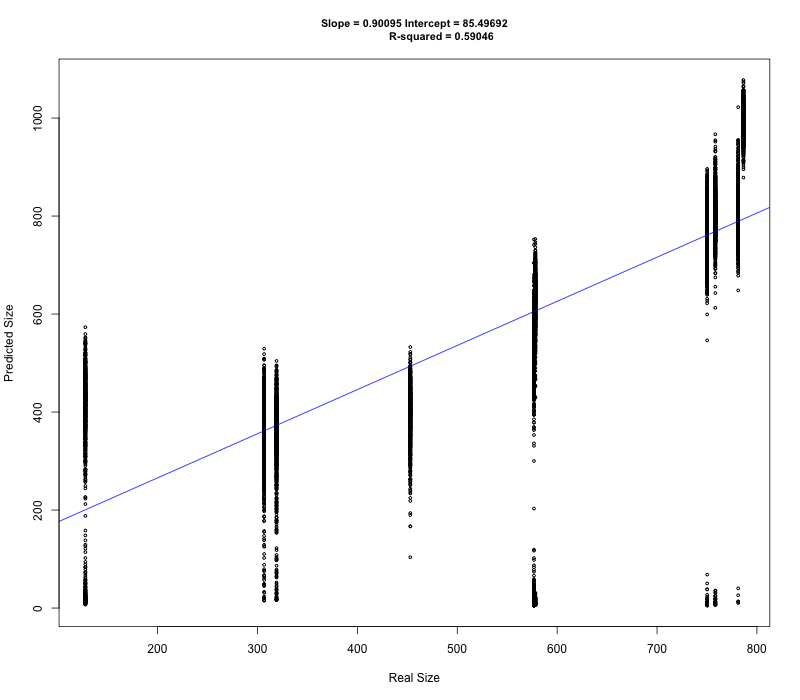 Slope = 0.90095 Intercept = 85.49692
R-squared = 0.59046
1000
800
600
400
200
0
Predicted Size
200 300 400 500 600 700 800
Real Size